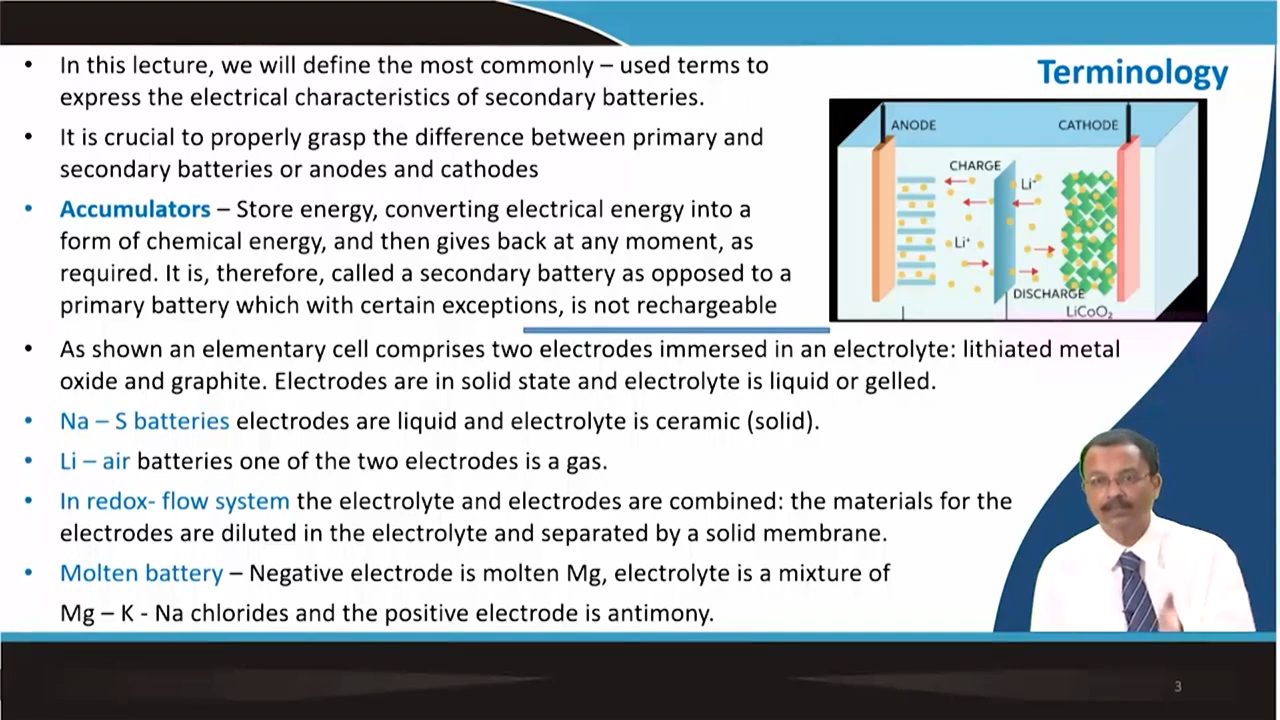 Terminology
• In this lecture, we will define the most commonly – used terms to
express the electrical characteristics of secondary batteries.
• It is crucial to properly grasp the difference between primary and
secondary batteries or anodes and cathodes
• Accumulators – Store energy, converting electrical energy into a
form of chemical energy, and then gives back at any moment, as
required. It is, therefore, called a secondary battery as opposed to a
primary battery which with certain exceptions, is not rechargeable
ANODE
CATHODE
CHARGE
Li⁺
Li⁺
DISCHARGE
LiCoO₂
• As shown an elementary cell comprises two electrodes immersed in an electrolyte: lithiated metal
oxide and graphite. Electrodes are in solid state and electrolyte is liquid or gelled.
• Na – S batteries electrodes are liquid and electrolyte is ceramic (solid).
• Li – air batteries one of the two electrodes is a gas.
• In redox- flow system the electrolyte and electrodes are combined: the materials for the
electrodes are diluted in the electrolyte and separated by a solid membrane.
• Molten battery – Negative electrode is molten Mg, electrolyte is a mixture of
Mg – K - Na chlorides and the positive electrode is antimony.
3